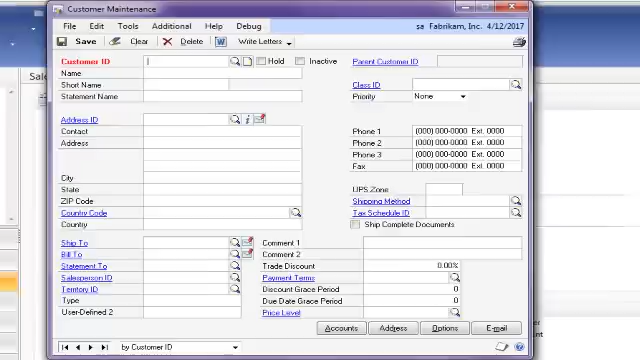 Customer Maintenance
File Edit Tools Additional Help Debug sa Fabrikam, Inc. 4/12/2017
Save Clear Delete W Write Letters
Customer ID Hold Inactive Parent Customer ID
Name
Short Name Class ID
Statement Name Priority None
Address ID
Contact Phone 1 (000) 000-0000 Ext. 0000
Address Phone 2 (000) 000-0000 Ext. 0000
Phone 3 (000) 000-0000 Ext. 0000
Fax (000) 000-0000 Ext. 0000
City
State UPS Zone
ZIP Code Shipping Method
Country Code Tax Schedule ID
Country Ship Complete Documents
Ship To Comment 1
Bill To Comment 2
Statement To Trade Discount 0.00%
Salesperson ID Payment Terms
Territory ID Discount Grace Period 0
Type Due Date Grace Period 0
User-Defined 2 Price Level
Accounts Address Options E-mail
by Customer ID